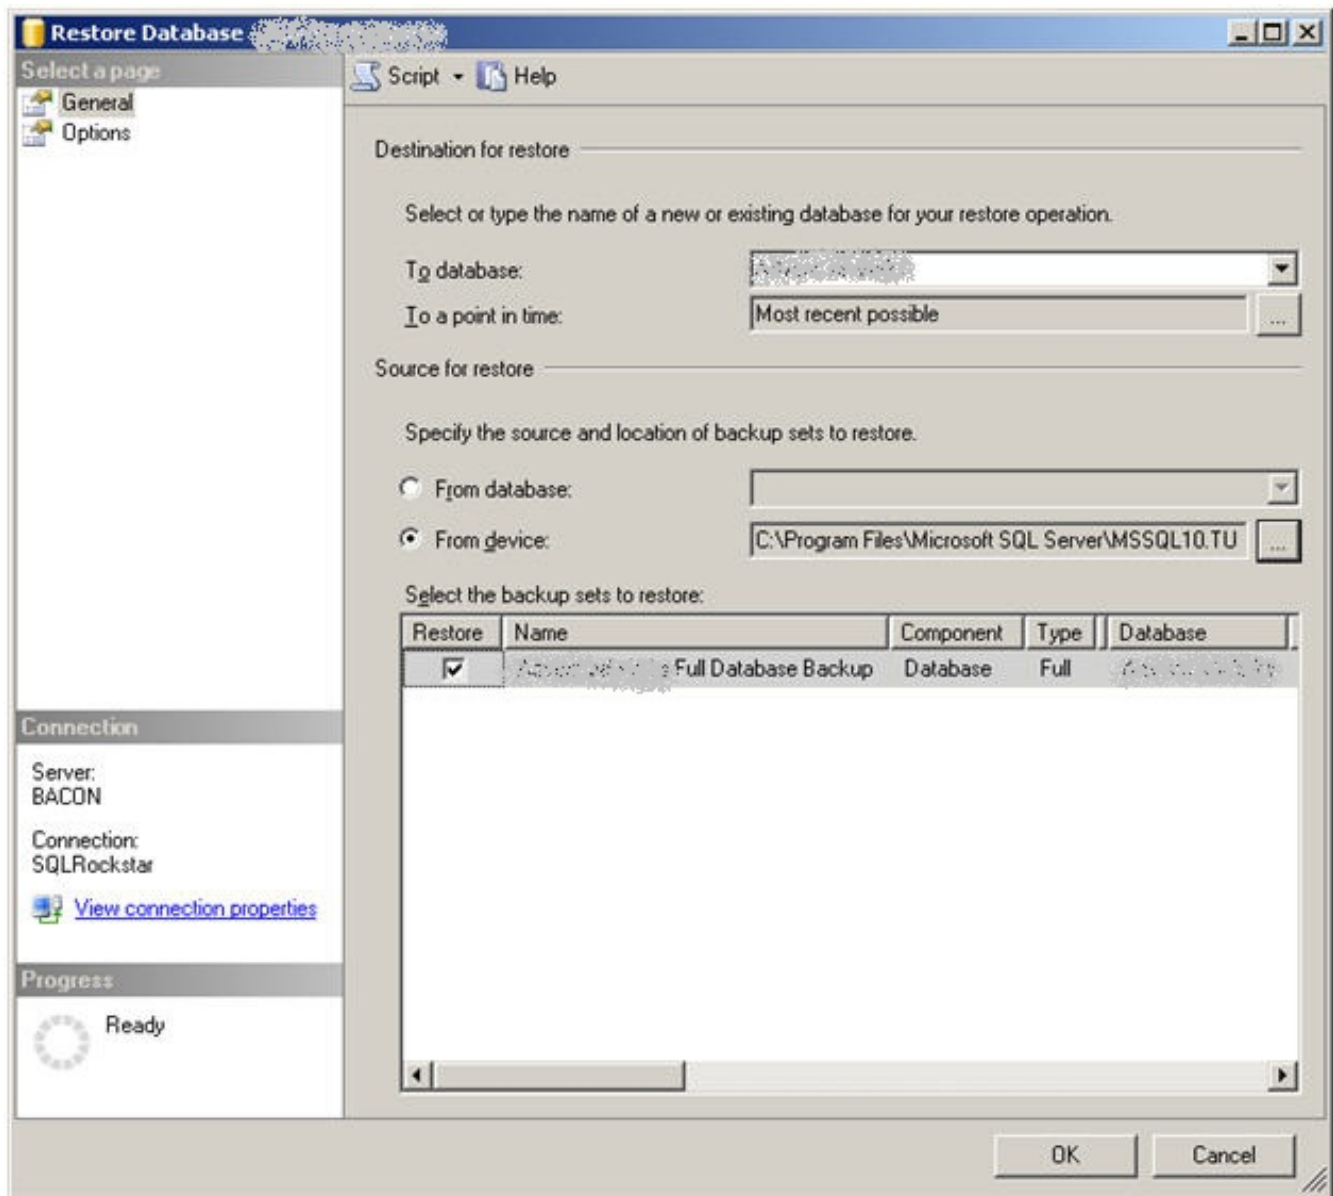 Restore Database
Select a page
General
Options
Script Help
Destination for restore
Select or type the name of a new or existing database for your restore operation.
To database:
To a point in time: Most recent possible ...
Source for restore
Specify the source and location of backup sets to restore.
From database:
From device: C:\Program Files\Microsoft SQL Server\MSSQL10.TU ...
Select the backup sets to restore:
Restore Name Component Type Database
Full Database Backup Database Full
Connection
Server:
BACON
Connection:
SQLRockstar
View connection properties
Progress
Ready
OK Cancel